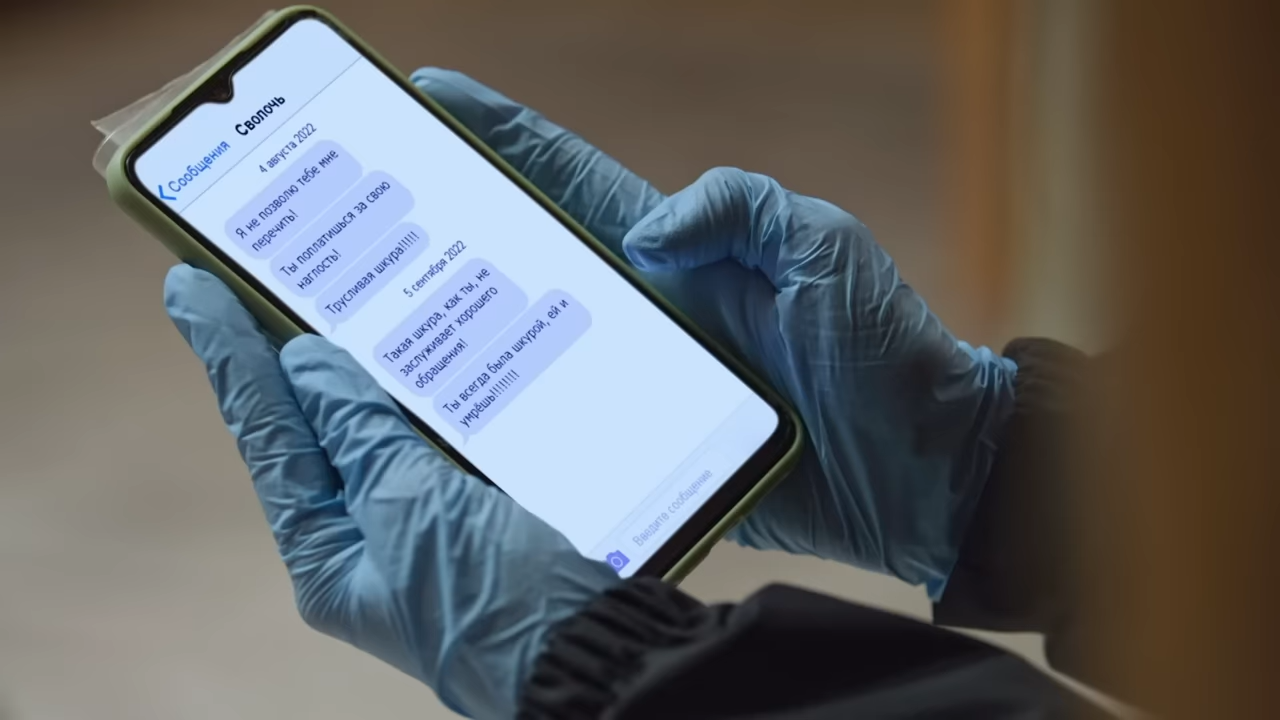 Сообщения
Сволочь
4 августа 2022
Я не позволю тебе мне
перечить!
Ты поплатишься за свою
наглость!
Трусливая шкура!!!!!
5 сентября 2022
Такая шкура, как ты, не
заслуживает хорошего
обращения!
Ты всегда была шкурой, ей и
умрёшь!!!!!!!!
Введите сообщение